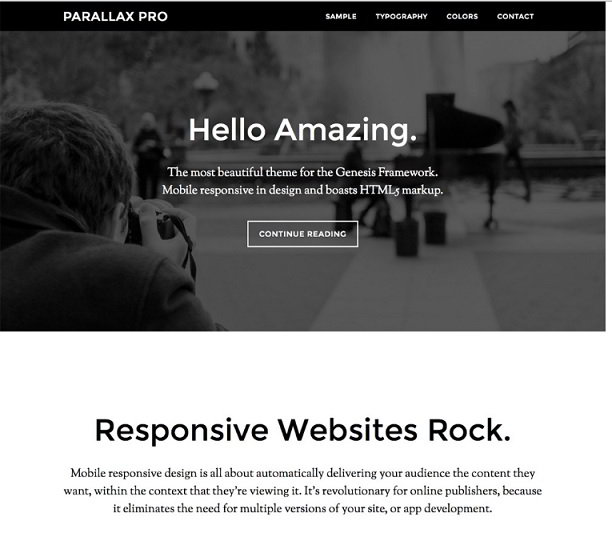 PARALLAX PRO
SAMPLE TYPOGRAPHY COLORS CONTACT
Hello Amazing.
The most beautiful theme for the Genesis Framework.
Mobile responsive in design and boasts HTML5 markup.
CONTINUE READING
Responsive Websites Rock.
Mobile responsive design is all about automatically delivering your audience the content they
want, within the context that they're viewing it. It's revolutionary for online publishers, because
it eliminates the need for multiple versions of your site, or app development.